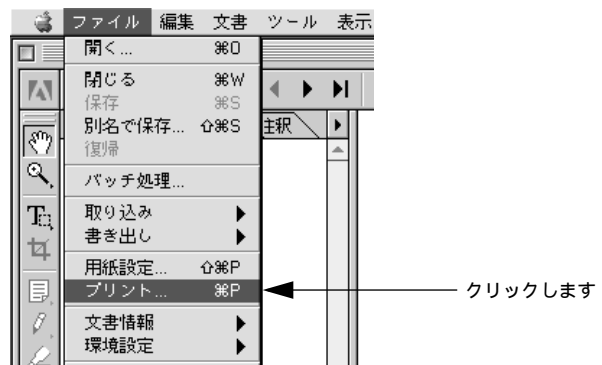 ファイル 編集 文書 ツール 表示
開く... ⌘O
閉じる ⌘W
保存 ⌘S
別名で保存... ⇧⌘S
注釈
復帰
バッチ処理...
取り込み
書き出し
用紙設定... ⇧⌘P
プリント... ⌘P
クリックします
文書情報
環境設定